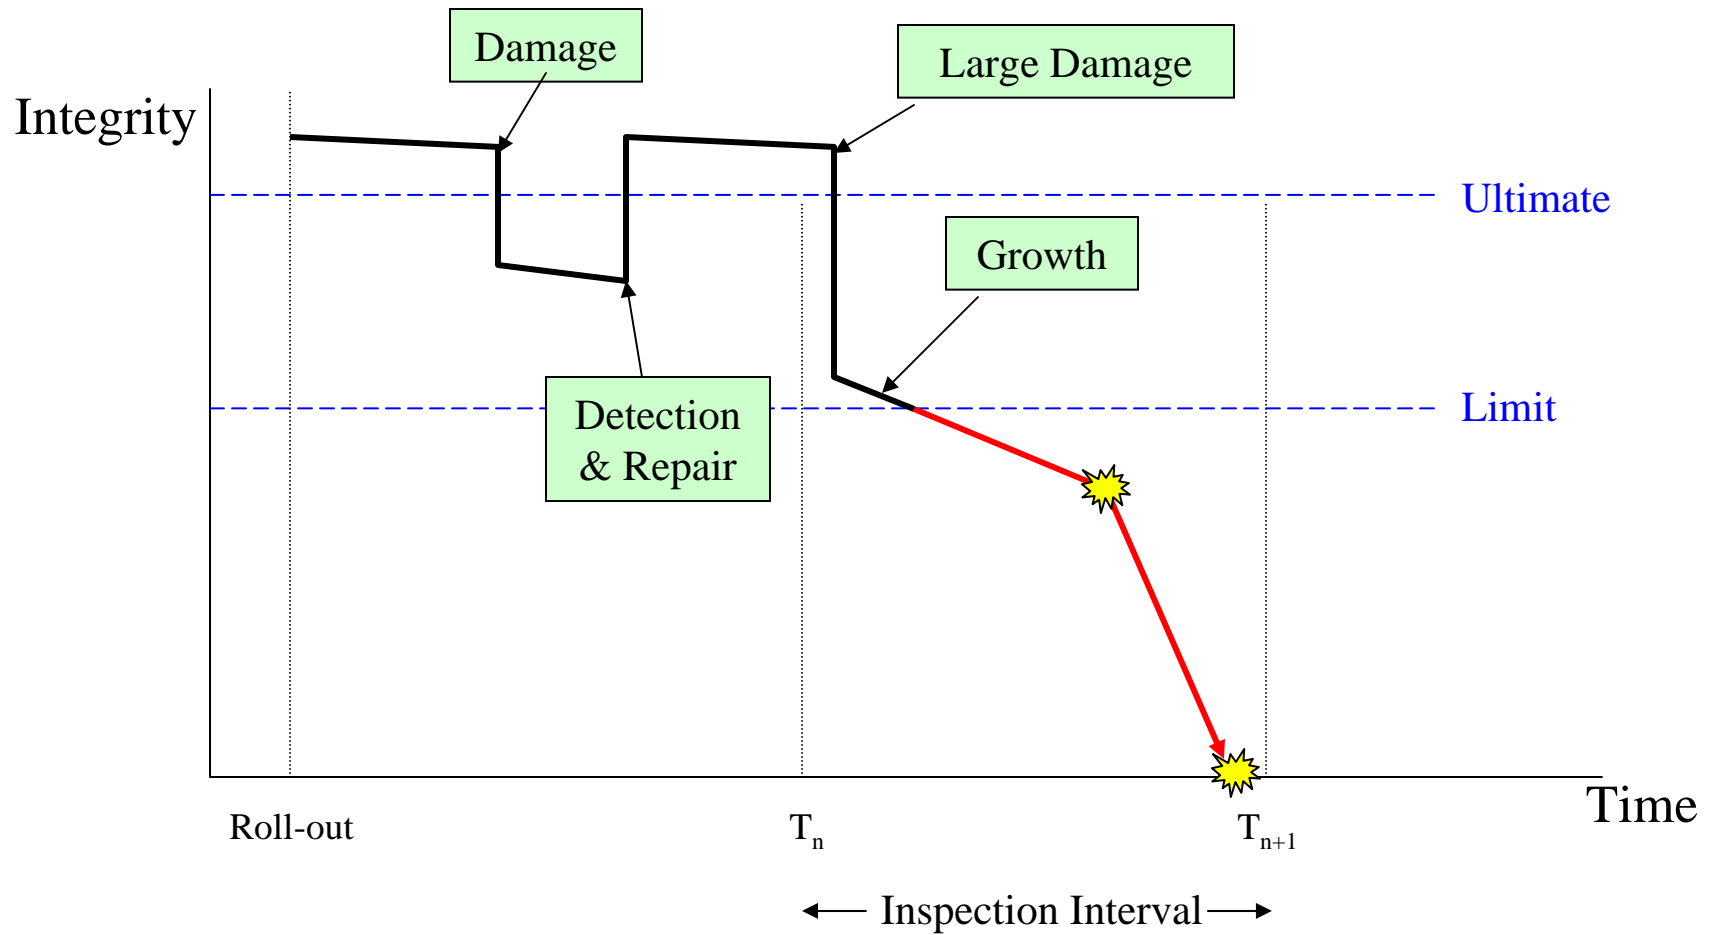 Damage
Large Damage
Integrity
Ultimate
Growth
Detection
& Repair
Limit
Time
Roll-out
Tn
Tn+1
Inspection Interval